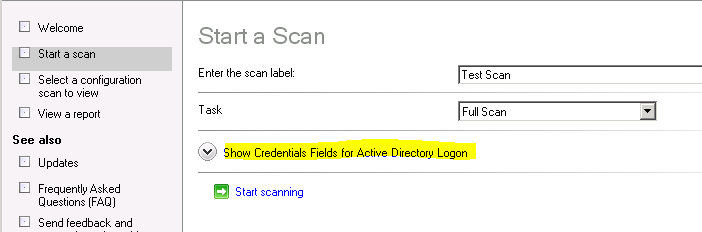 Welcome
Start a scan
Select a configuration
scan to view
View a report
See also
Updates
Frequently Asked
Questions (FAQ)
Send feedback and
Start a Scan
Enter the scan label:
Test Scan
Task
Full Scan
Show Credentials Fields for Active Directory Logon
Start scanning